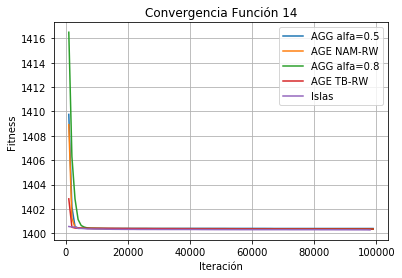 Convergencia Función 14
1416
1414
1412
1410
1408
1406
1404
1402
1400
Fitness
AGG alfa=0.5
AGE NAM-RW
AGG alfa=0.8
AGE TB-RW
Islas
0
20000
40000
60000
80000
100000
Iteración